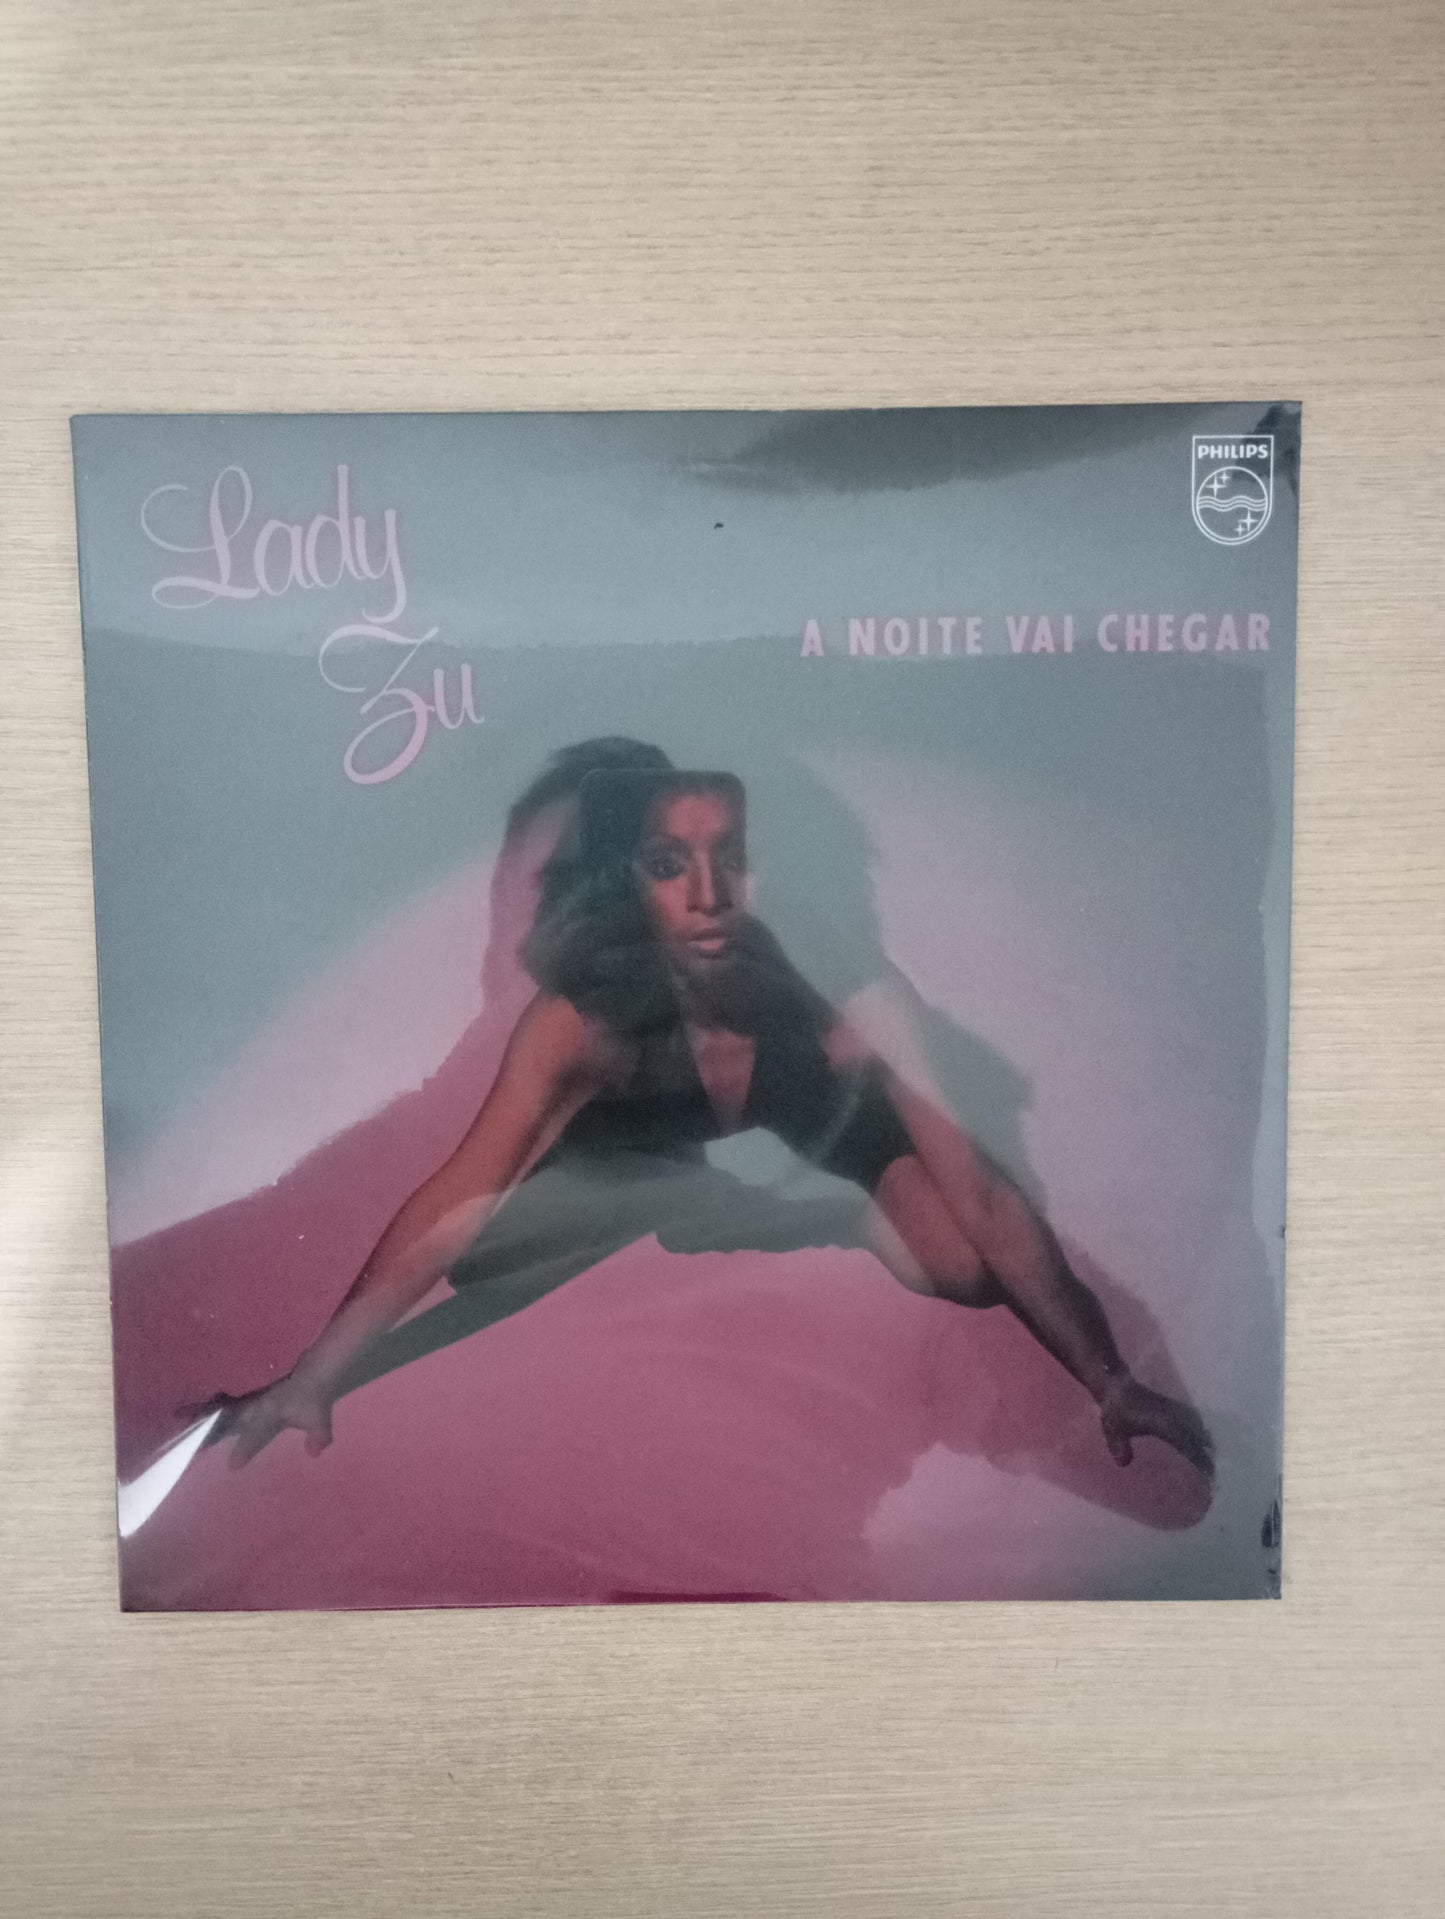 Lady
Zu
PHILIPS
A NOITE VAI CHEGAR